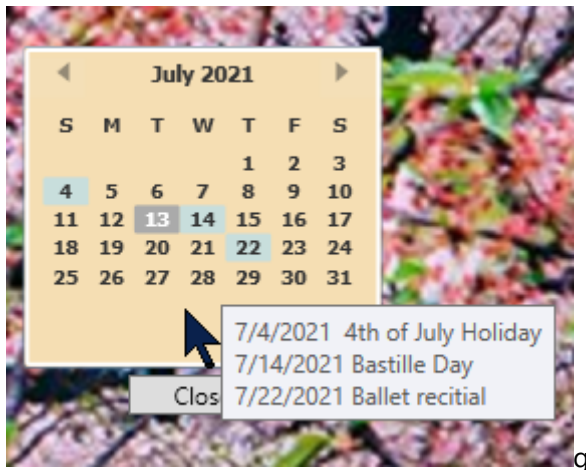 July 2021
S M T W T F S
1 2 3
4 5 6 7 8 9 10
11 12 13 14 15 16 17
18 19 20 21 22 23 24
25 26 27 28 29 30 31
7/4/2021 4th of July Holiday
7/14/2021 Bastille Day
7/22/2021 Ballet recitial
Clos